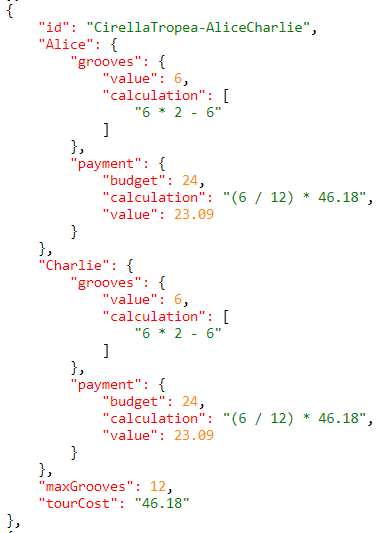 {
"id": "CirellaTropea-AliceCharlie",
"Alice": {
"grooves": {
"value": 6,
"calculation": [
"6 * 2 - 6"
]
},
"payment": {
"budget": 24,
"calculation": "(6 / 12) * 46.18",
"value": 23.09
}
},
"Charlie": {
"grooves": {
"value": 6,
"calculation": [
"6 * 2 - 6"
]
},
"payment": {
"budget": 24,
"calculation": "(6 / 12) * 46.18",
"value": 23.09
}
},
"maxGrooves": 12,
"tourCost": "46.18"
},